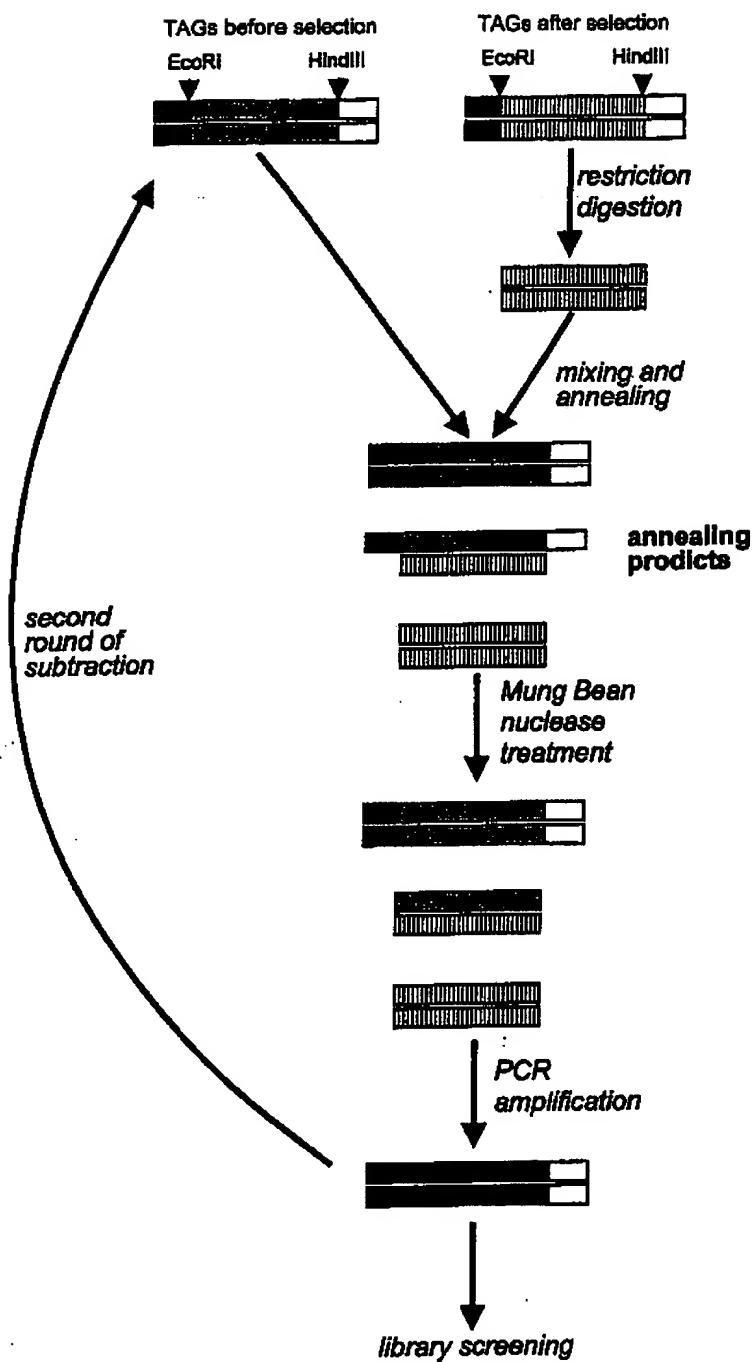 TAGs before selection
TAGs after selection
EcoRI
HindIII
EcoRI
HindIII
restriction
digestion
mixing and
annealing
annealing
prodicts
second
round of
subtraction
Mung Bean
nuclease
treatment
PCR
amplification
library screening